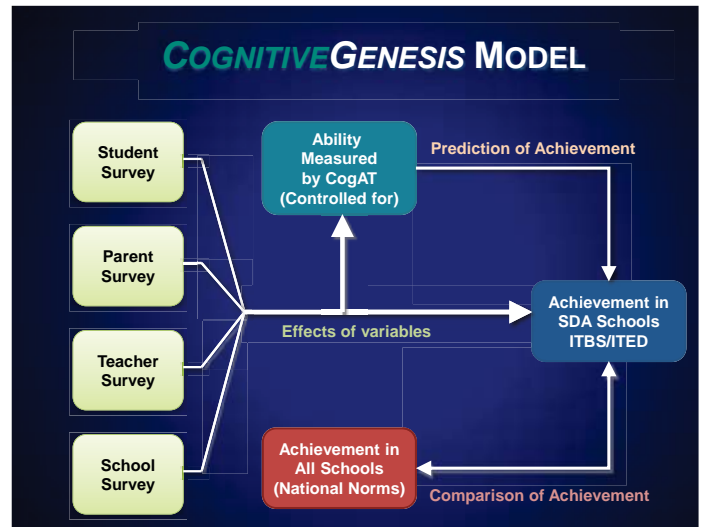 COGNITIVEGENESIS MODEL
Student
Survey
Ability
Measured
by CogAT
(Controlled for)
Prediction of Achievement
Parent
Survey
Achievement in
SDA Schools
ITBS/ITED
Effects of variables
Teacher
Survey
Achievement in
All Schools
(National Norms)
School
Survey
Comparison of Achievement